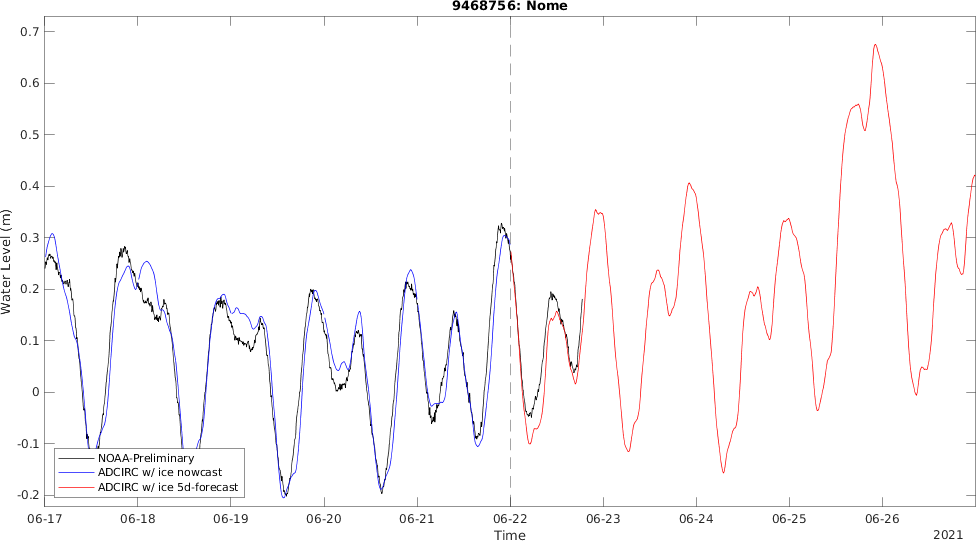 9468756: Nome
0.7
0.6
0.5
0.4
0.3
0.2
0.1
0
-0.1
-0.2
Water Level (m)
NOAA-Preliminary
ADCIRC w/ ice nowcast
ADCIRC w/ ice 5d-forecast
06-17 06-18 06-19 06-20 06-21 06-22 06-23 06-24 06-25 06-26
Time
2021